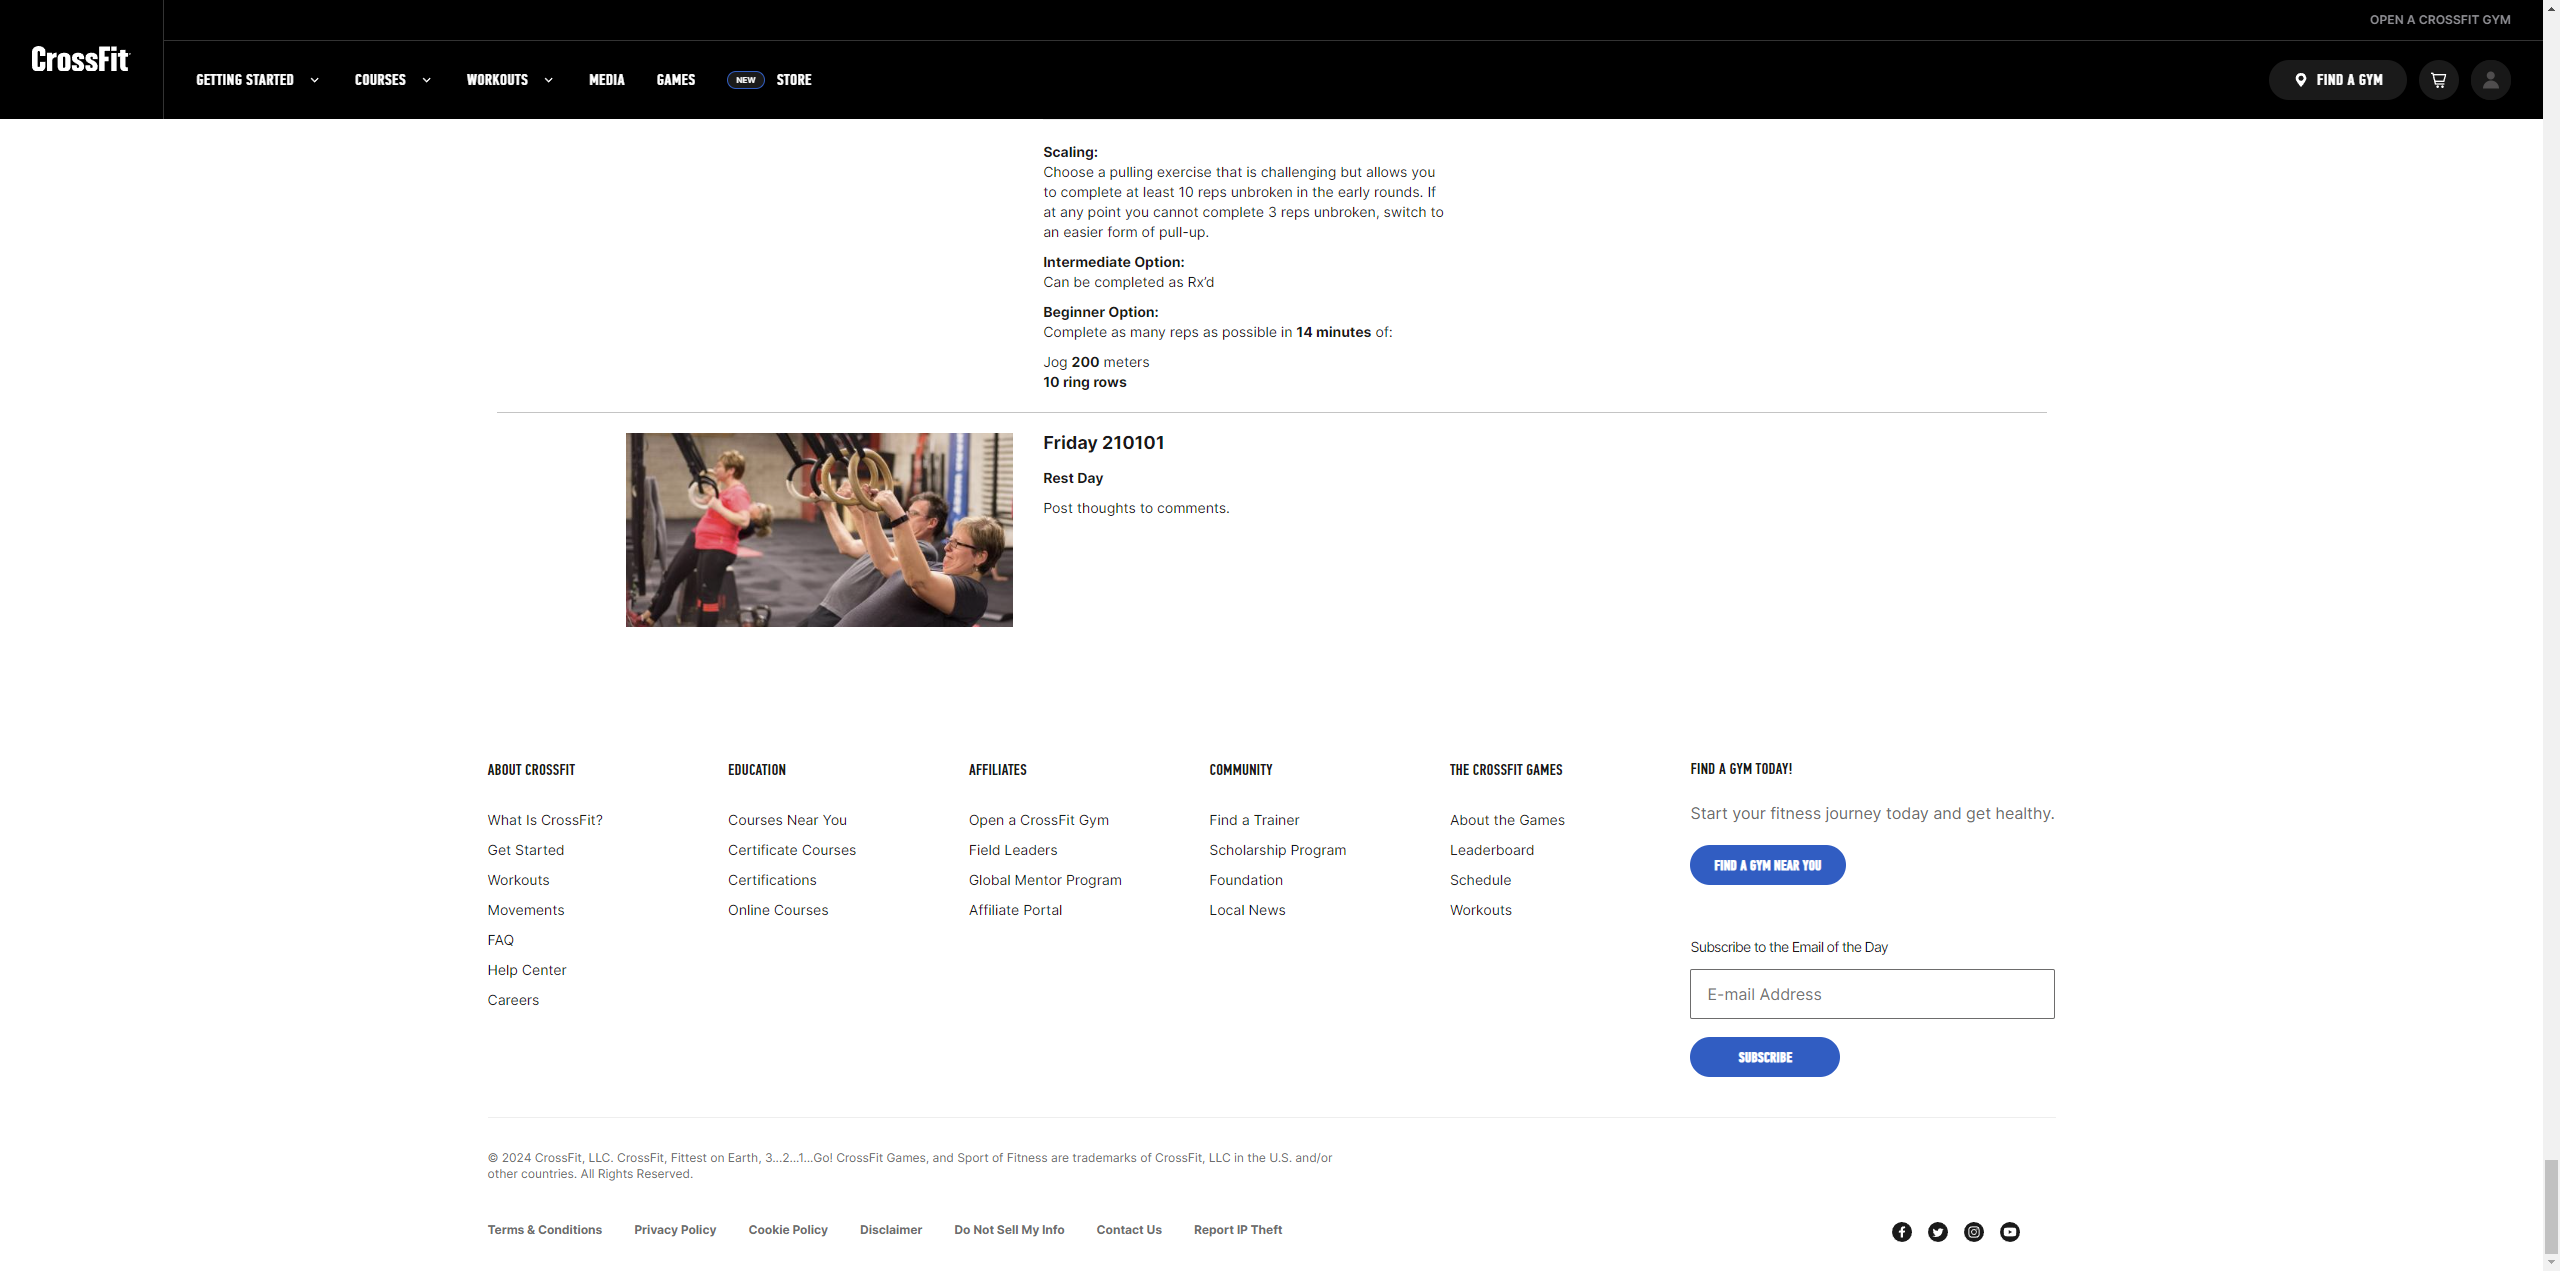 OPEN A CROSSFIT GYM
CrossFit
GETTING STARTED
COURSES
WORKOUTS
MEDIA
GAMES
NEW
STORE
FIND A GYM
Scaling:
Choose a pulling exercise that is challenging but allows you
to complete at least 10 reps unbroken in the early rounds. If
at any point you cannot complete 3 reps unbroken, switch to
an easier form of pull-up.
Intermediate Option:
Can be completed as Rx’d
Beginner Option:
Complete as many reps as possible in 14 minutes of:
Jog 200 meters
10 ring rows
Friday 210101
Rest Day
Post thoughts to comments.
ABOUT CROSSFIT
What Is CrossFit?
Get Started
Workouts
Movements
FAQ
Help Center
Careers
EDUCATION
Courses Near You
Certificate Courses
Certifications
Online Courses
AFFILIATES
Open a CrossFit Gym
Field Leaders
Global Mentor Program
Affiliate Portal
COMMUNITY
Find a Trainer
Scholarship Program
Foundation
Local News
THE CROSSFIT GAMES
About the Games
Leaderboard
Schedule
Workouts
FIND A GYM TODAY!
Start your fitness journey today and get healthy.
FIND A GYM NEAR YOU
Subscribe to the Email of the Day
E-mail Address
SUBSCRIBE
© 2024 CrossFit, LLC. CrossFit, Fittest on Earth, 3...2...1...Go! CrossFit Games, and Sport of Fitness are trademarks of CrossFit, LLC in the U.S. and/or
other countries. All Rights Reserved.
Terms & Conditions
Privacy Policy
Cookie Policy
Disclaimer
Do Not Sell My Info
Contact Us
Report IP Theft